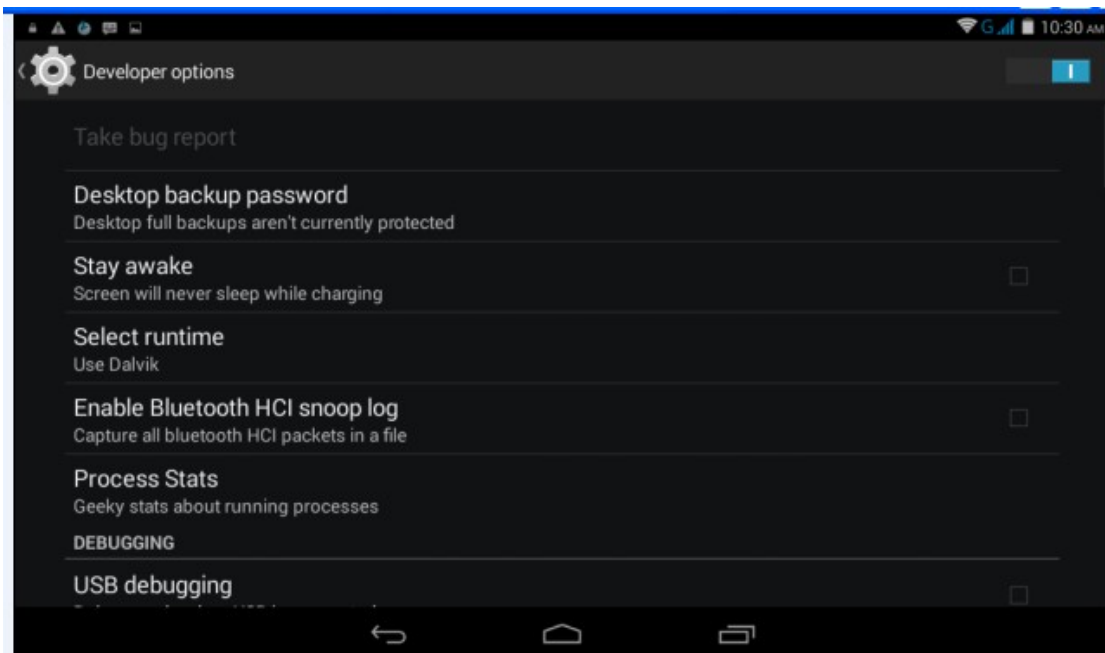 G 10:30 AM
Developer options
Take bug report
Desktop backup password
Desktop full backups aren't currently protected
Stay awake
Screen will never sleep while charging
Select runtime
Use Dalvik
Enable Bluetooth HCI snoop log
Capture all bluetooth HCI packets in a file
Process Stats
Geeky stats about running processes
DEBUGGING
USB debugging